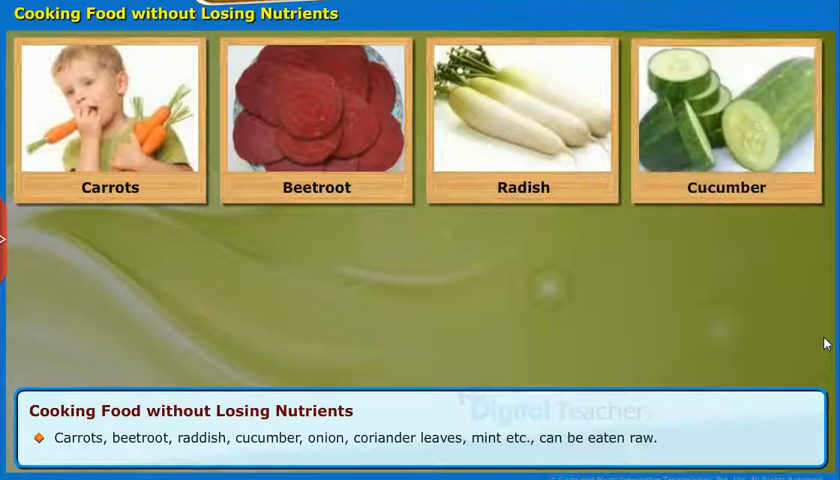 Cooking Food without Losing Nutrients
Carrots
Beetroot
Radish
Cucumber
Digital Teacher
Cooking Food without Losing Nutrients
Carrots, beetroot, raddish, cucumber, onion, coriander leaves, mint etc., can be eaten raw.